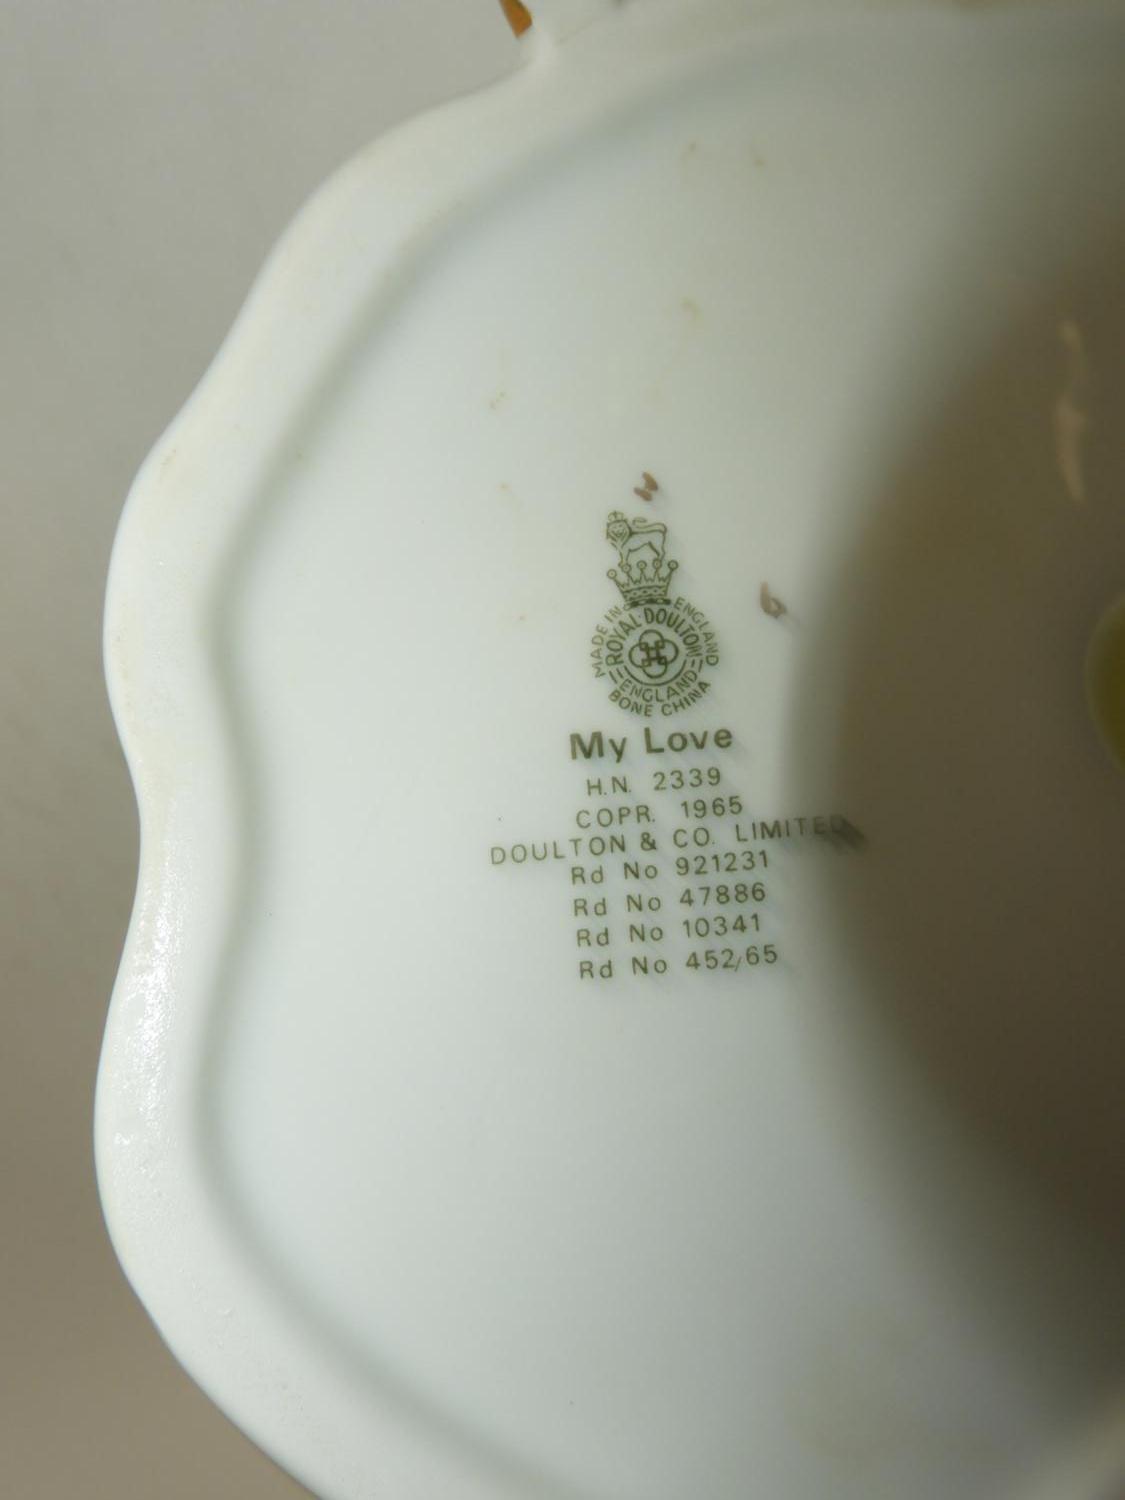 MADE IN ENGLAND
ROYAL DOULTON
ENGLAND
BONE CHINA
My Love
H.N. 2339
COPR. 1965
DOULTON & CO. LIMITED
Rd No 921231
Rd No 47886
Rd No 10341
Rd No 452/65